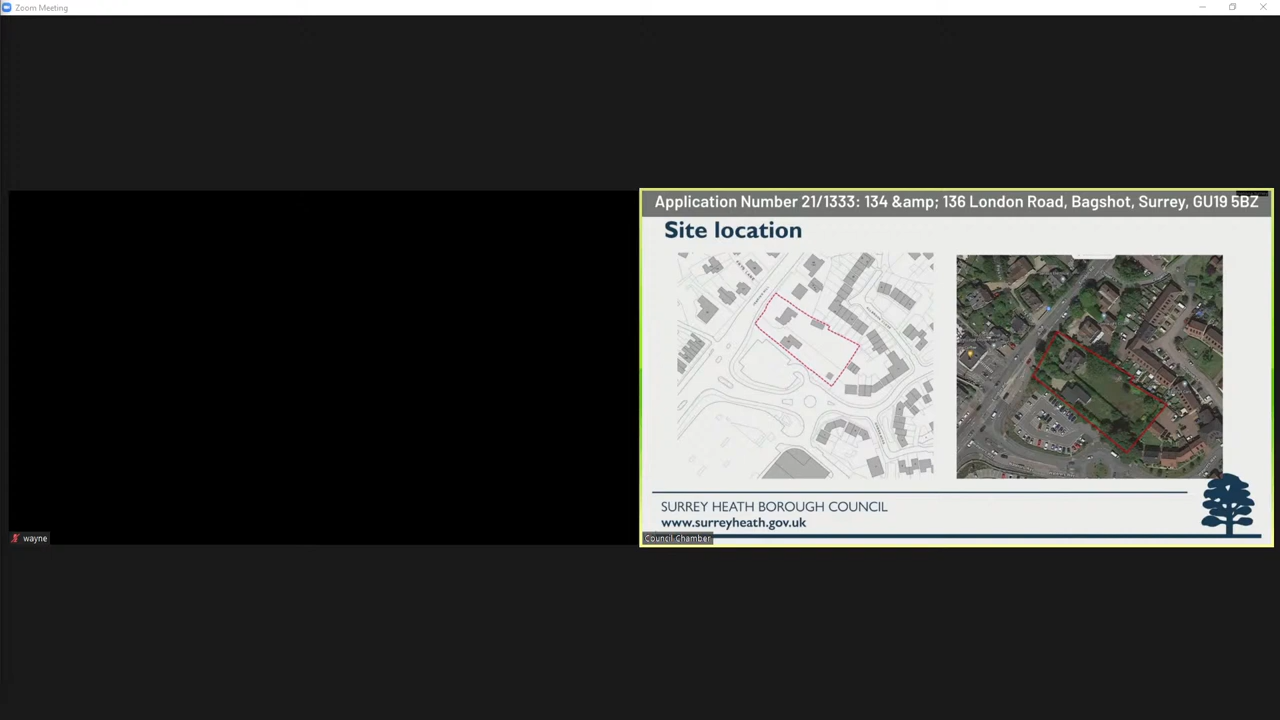 Zoom Meeting
Application Number 21/1333: 134 &amp; 136 London Road, Bagshot, Surrey, GU19 5BZ
Site location
SURREY HEATH BOROUGH COUNCIL
www.surreyheath.gov.uk
wayne
Council Chamber